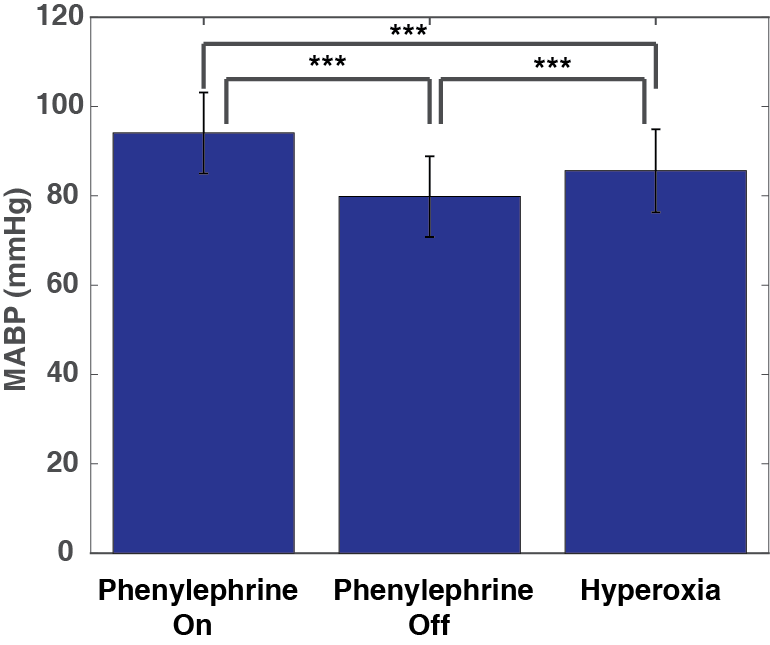 120
***
***
***
100
80
60
40
20
0
MABP (mmHg)
Phenylephrine
On
Phenylephrine
Off
Hyperoxia